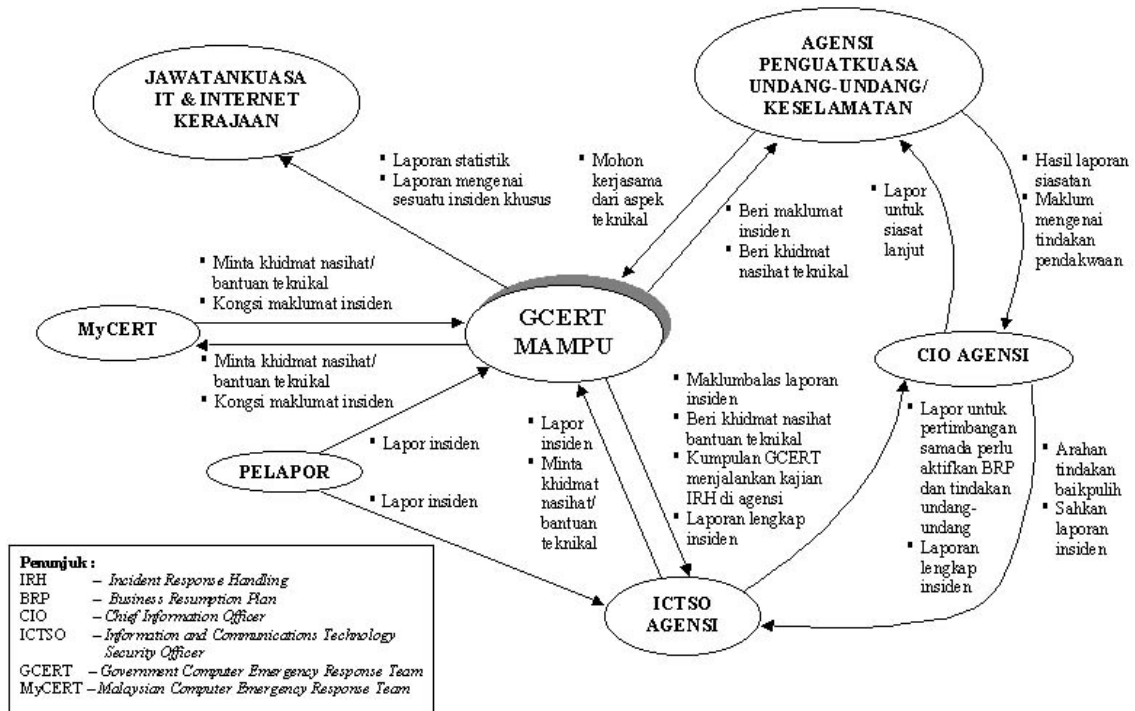 JAWATANKUASA
IT & INTERNET
KERAJAAN
AGENSI
PENGUATKUASA
UNDANG-UNDANG/
KESELAMATAN
▪ Laporan statistik
▪ Laporan mengenai
sesuatu insiden khusus
▪ Mohon
kerjasama
dari aspek
teknikal
▪ Beri maklumat
insiden
▪ Beri khidmat
nasihat teknikal
▪ Lapor
untuk
siasat
lanjut
▪ Hasil laporan
siasatan
▪ Maklum
mengenai
tindakan
pendakwaan
▪ Minta khidmat nasihat/
bantuan teknikal
▪ Kongsi maklumat insiden
MyCERT
GCERT
MAMPU
CIO AGENSI
▪ Minta khidmat nasihat/
bantuan teknikal
▪ Kongsi maklumat insiden
▪ Lapor insiden
PELAPOR
▪ Lapor insiden
▪ Lapor
insiden
▪ Minta
khidmat
nasihat/
bantuan
teknikal
▪ Maklumbalas laporan
insiden
▪ Beri khidmat nasihat
bantuan teknikal
▪ Kumpulan GCERT
menjalankan kajian
IRH di agensi
▪ Laporan lengkap
insiden
▪ Lapor untuk
pertimbangan
samada perlu
aktifkan BRP
dan tindakan
undang-
undang
▪ Laporan
lengkap
insiden
▪ Arahan
tindakan
baikpulih
▪ Sahkan
laporan
insiden
ICTSO
AGENSI
Penunjuk :
IRH – Incident Response Handling
BRP – Business Resumption Plan
CIO – Chief Information Officer
ICTSO – Information and Communications Technology
Security Officer
GCERT – Government Computer Emergency Response Team
MyCERT – Malaysian Computer Emergency Response Team